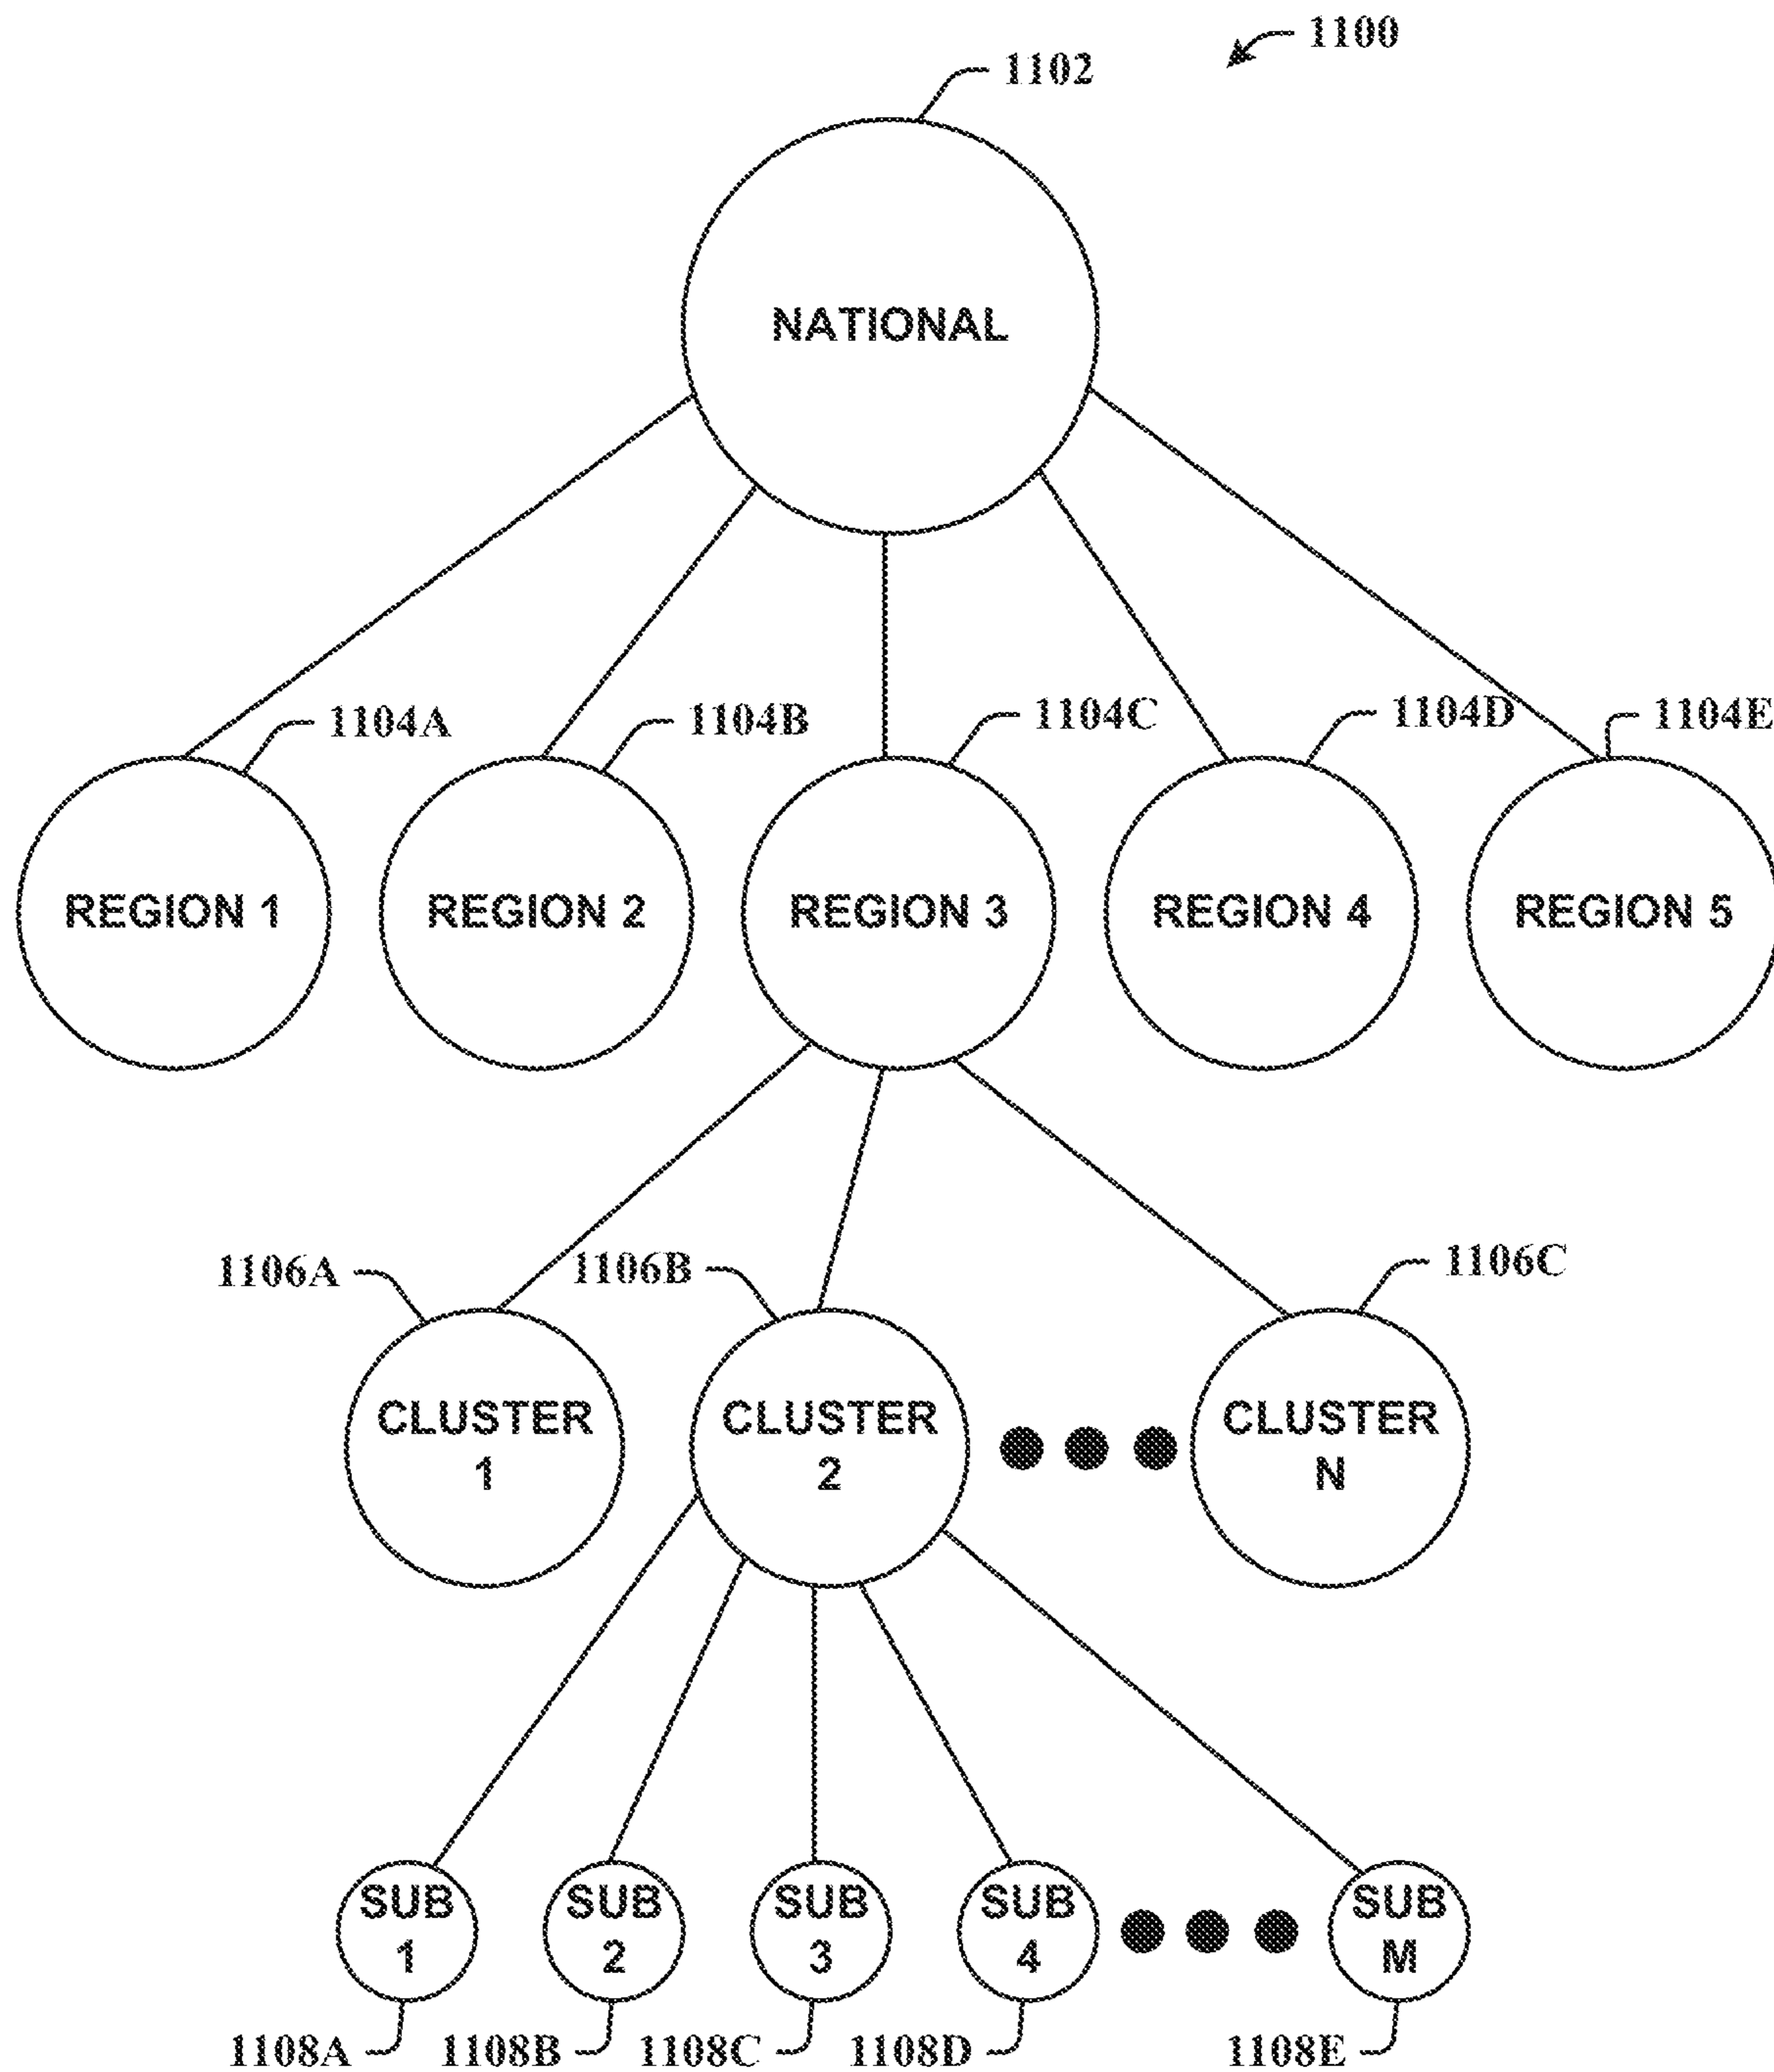 1100
1102
NATIONAL
1104A
1104B
1104C
1104D
1104E
REGION 1
REGION 2
REGION 3
REGION 4
REGION 5
1106A
1106B
1106C
CLUSTER
1
CLUSTER
2
CLUSTER
N
SUB
1
SUB
2
SUB
3
SUB
4
SUB
M
1108A
1108B
1108C
1108D
1108E